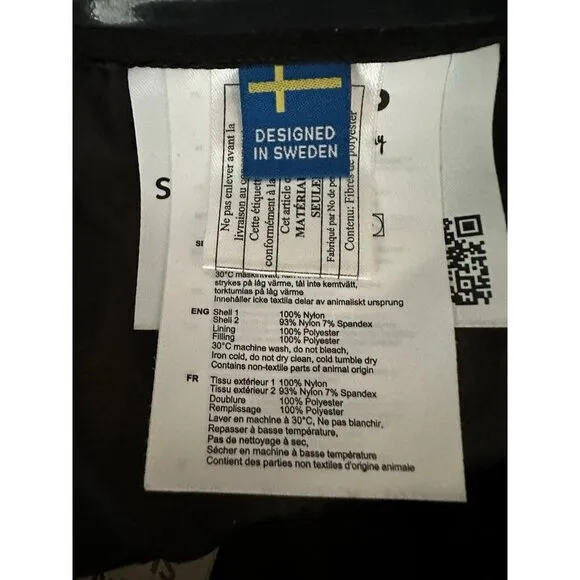 DESIGNED
IN SWEDEN
Ne pas enlever avant la
livraison au
Cette étiquette
conformément à la
Cet article
MATÉRIAU
SEULE
Fabriqué par No de
Contenu: Fibres de polyester
S
30°C maskintvätt,
strykes på låg värme, tål inte kemtvätt,
torktumlas på låg värme
Innehåller icke textila delar av animaliskt ursprung
ENG Shell 1 100% Nylon
Shell 2 93% Nylon 7% Spandex
Lining 100% Polyester
Filling 100% Polyester
30°C machine wash, do not bleach,
Iron cold, do not dry clean, cold tumble dry
Contains non-textile parts of animal origin
FR Tissu extérieur 1 100% Nylon
Tissu extérieur 2 93% Nylon 7% Spandex
Doublure 100% Polyester
Remplissage 100% Polyester
Laver en machine à 30°C, Ne pas blanchir,
Repasser à basse température,
Pas de nettoyage à sec,
Sécher en machine à basse température
Contient des parties non textiles d'origine animale